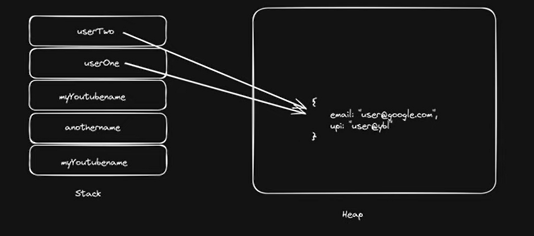 userTwo
userOne
myYoutubename
anothername
myYoutubename
Stack
{
email: "user@google.com",
upi: "user@ybl"
}
Heap